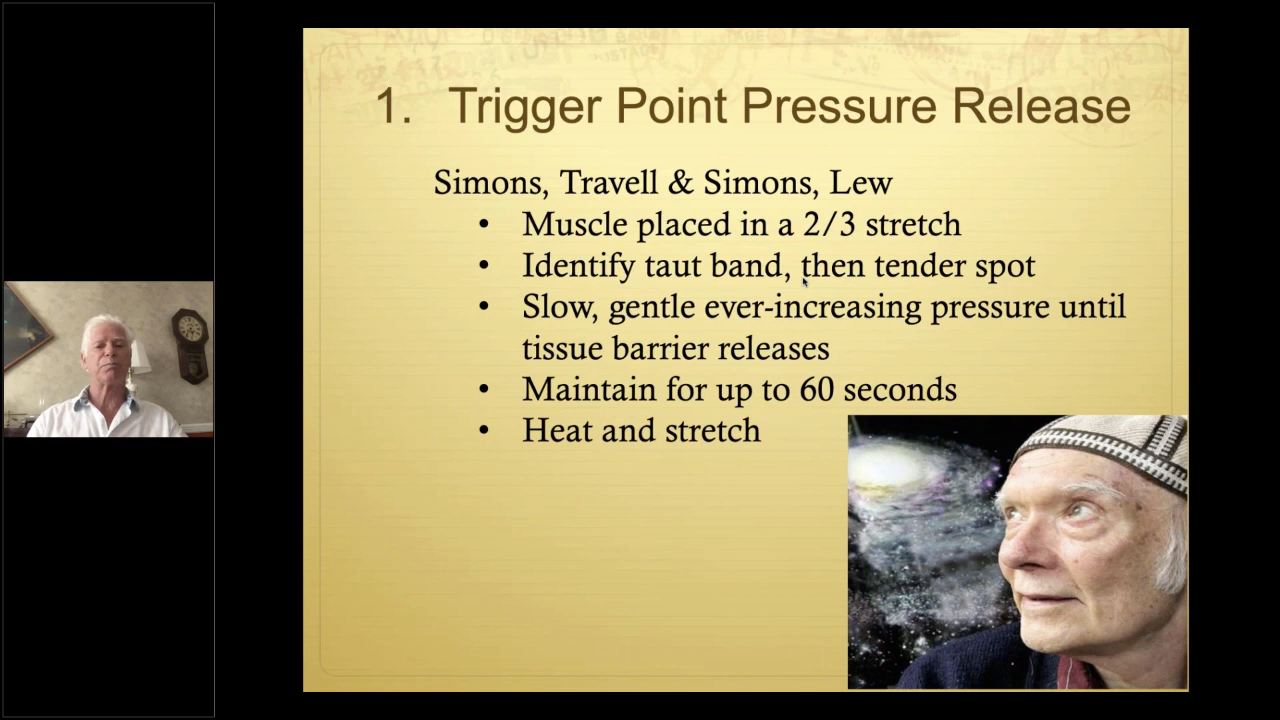 1. Trigger Point Pressure Release
Simons, Travell & Simons, Lew
• Muscle placed in a 2/3 stretch
• Identify taut band, then tender spot
• Slow, gentle ever-increasing pressure until
tissue barrier releases
• Maintain for up to 60 seconds
• Heat and stretch